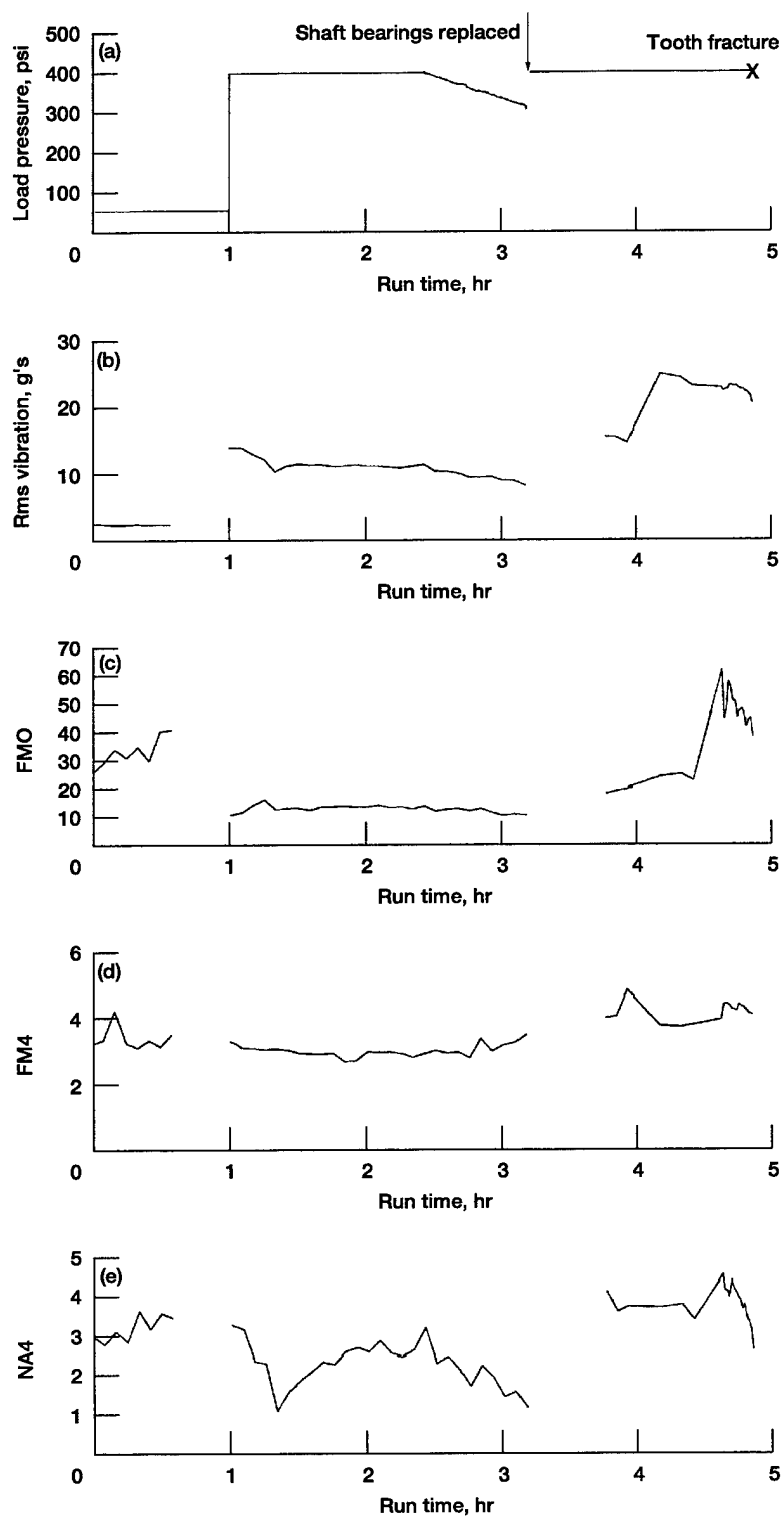 Shaft bearings replaced
Tooth fracture
(a)
Load pressure, psi
500
400
300
200
100
0
1
2
3
4
5
X
Run time, hr
(b)
Rms vibration, g's
30
20
10
0
1
2
3
4
5
Run time, hr
(c)
FMO
70
60
50
40
30
20
10
0
1
2
3
4
5
Run time, hr
(d)
FM4
6
4
2
0
1
2
3
4
5
Run time, hr
(e)
NA4
5
4
3
2
1
0
1
2
3
4
5
Run time, hr